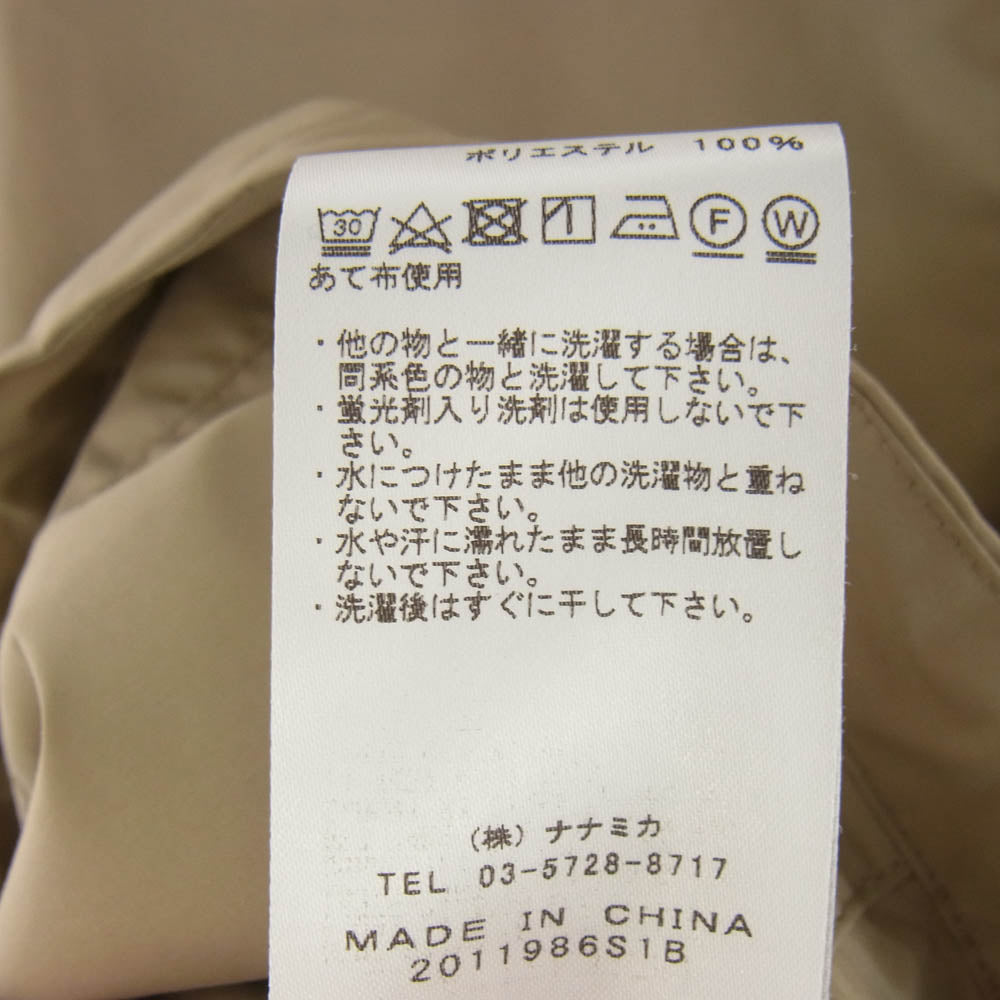 ポリエステル 100%
30 F W
あて布使用
・他の物と一緒に洗濯する場合は、
同系色の物と洗濯して下さい。
・蛍光剤入り洗剤は使用しないで下
さい。
・水につけたまま他の洗濯物と重ね
ないで下さい。
・水や汗に濡れたまま長時間放置し
ないで下さい。
・洗濯後はすぐに干して下さい。
(株) ナナミカ
TEL 03-5728-8717
MADE IN CHINA
2011986S1B